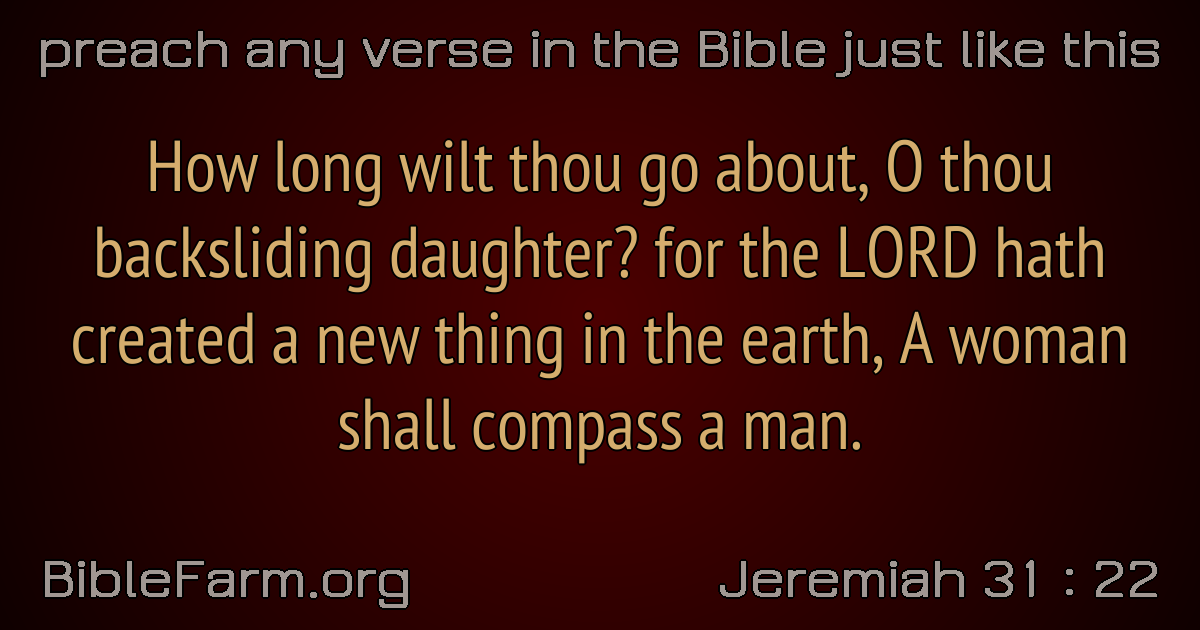 preach any verse in the Bible just like this
How long wilt thou go about, O thou
backsliding daughter? for the LORD hath
created a new thing in the earth, A woman
shall compass a man.
BibleFarm.org
Jeremiah 31 : 22